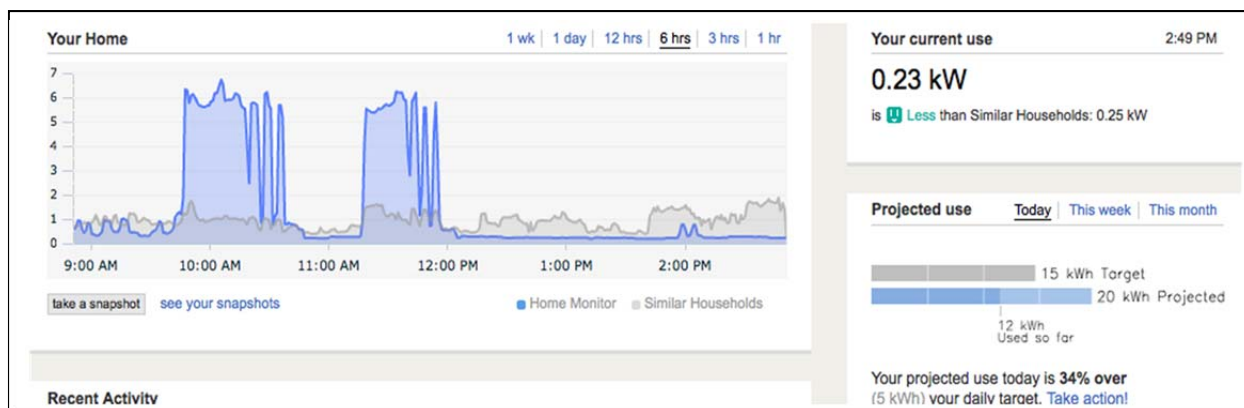 Your Home
1 wk | 1 day | 12 hrs | 6 hrs | 3 hrs | 1 hr
7
6
5
4
3
2
1
0
9:00 AM 10:00 AM 11:00 AM 12:00 PM 1:00 PM 2:00 PM
take a snapshot see your snapshots
Home Monitor Similar Households
Recent Activity
Your current use 2:49 PM
0.23 kW
is Less than Similar Households: 0.25 kW
Projected use Today | This week | This month
15 kWh Target
20 kWh Projected
12 kWh
Used so far
Your projected use today is 34% over
(5 kWh) your daily target. Take action!